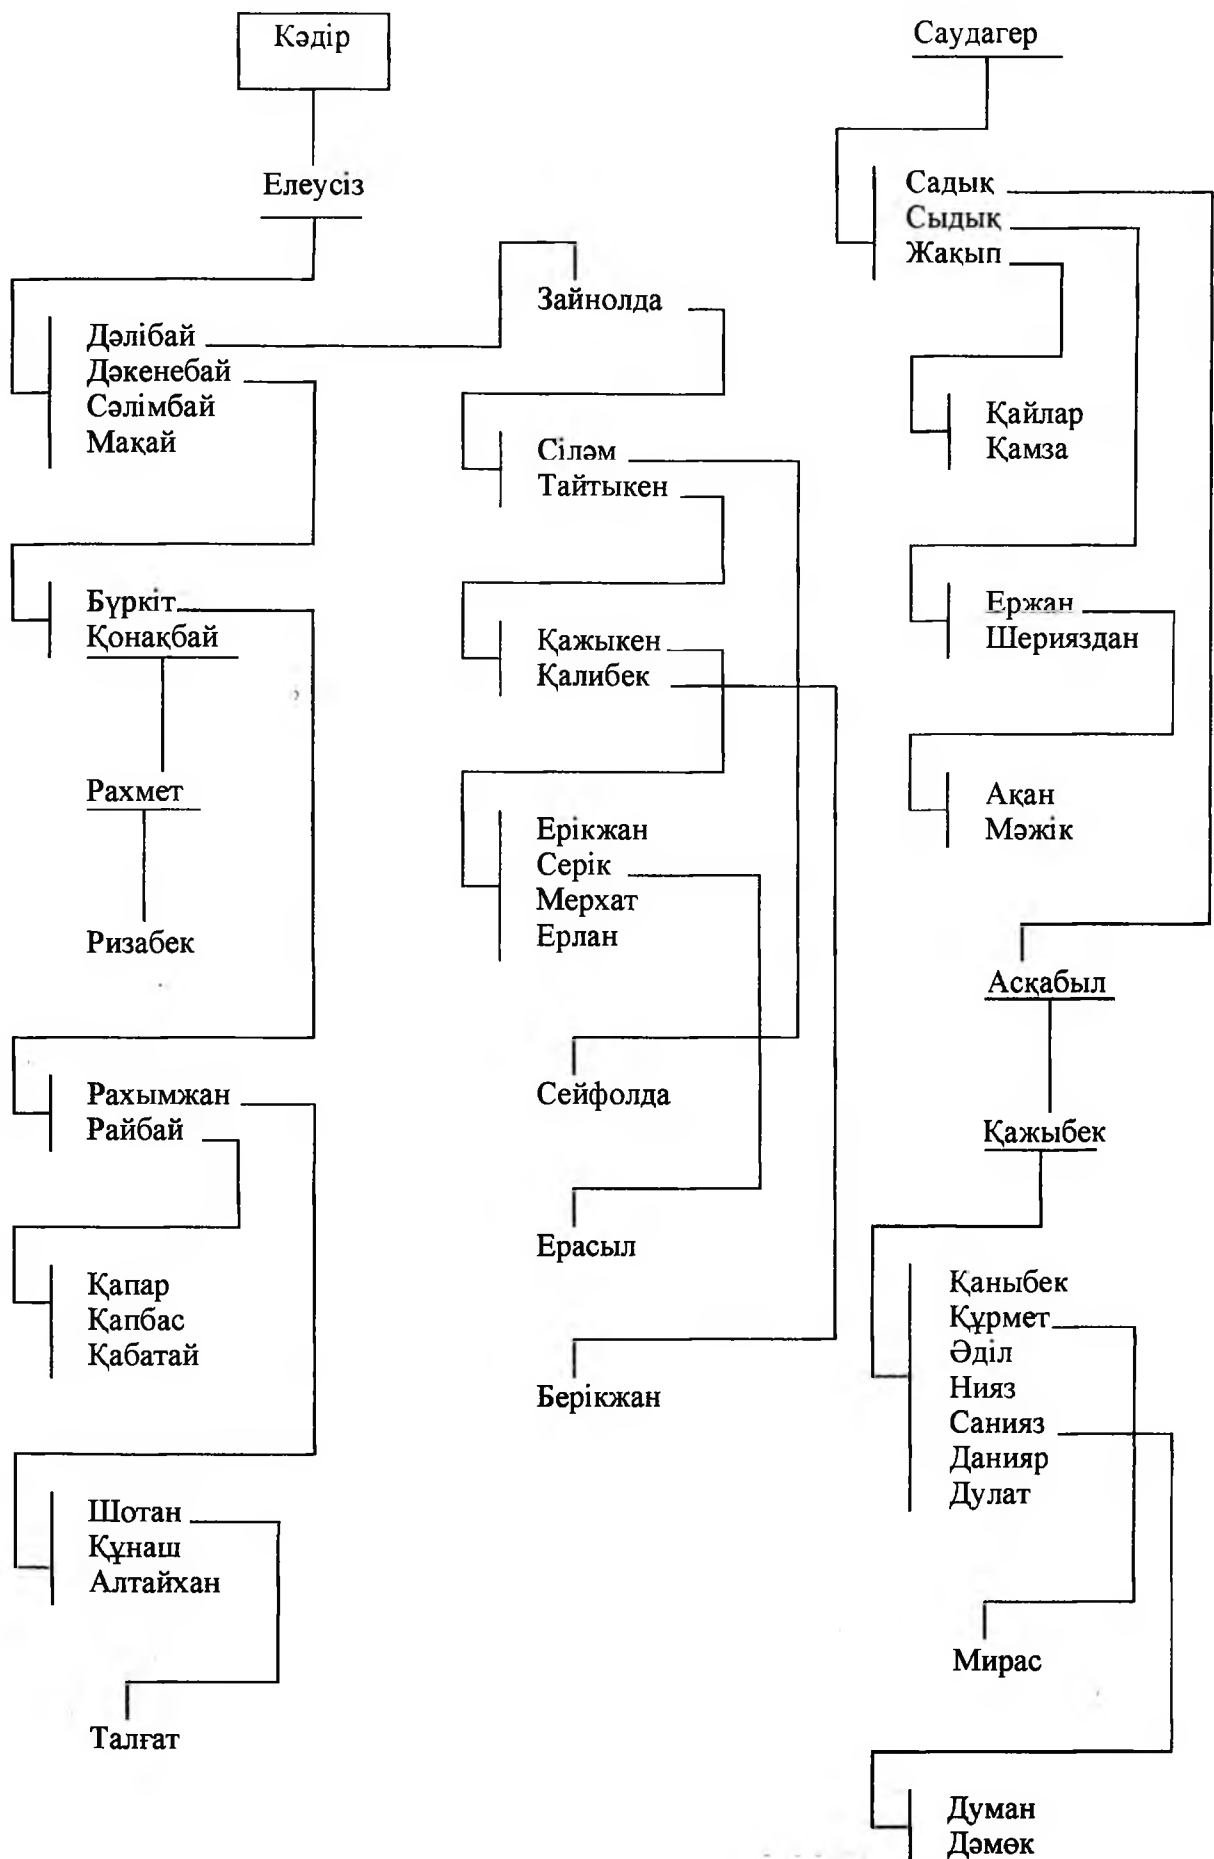 Кәдір
Елеусіз
Дәлібай
Дәкенебай
Сәлімбай
Мақай
Бүркіт
Қонақбай
Рахмет
Ризабек
Рахымжан
Райбай
Қапар
Қапбас
Қабатай
Шотан
Құнаш
Алтайхан
Талғат
Зайнолда
Сіләм
Тайтыкен
Қажыкен
Қалибек
Ерікжан
Серік
Мерхат
Ерлан
Сейфолда
Ерасыл
Берікжан
Саудагер
Садық
Сыдық
Жақып
Қайлар
Қамза
Ержан
Шерияздан
Ақан
Мәжік
Асқабыл
Қажыбек
Қаныбек
Құрмет
Әділ
Нияз
Санияз
Данияр
Дулат
Мирас
Думан
Дәмөк